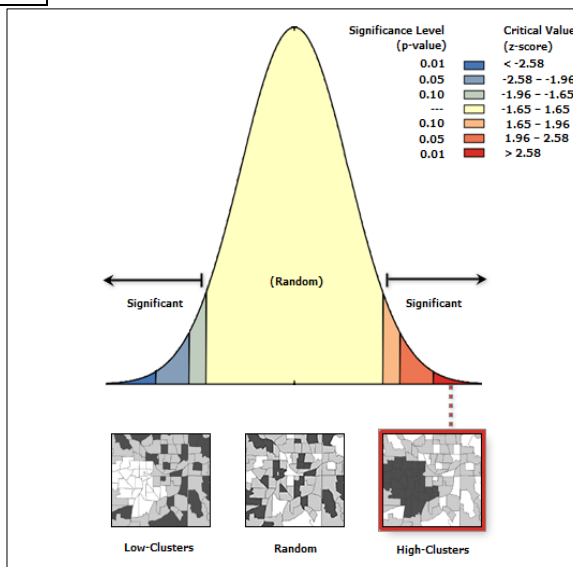 Significance Level
(p-value)
Critical Value
(z-score)
0.01 < -2.58
0.05 -2.58 – -1.96
0.10 -1.96 – -1.65
--- -1.65 – 1.65
0.10 1.65 – 1.96
0.05 1.96 – 2.58
0.01 > 2.58
(Random)
Significant
Significant
Low-Clusters
Random
High-Clusters